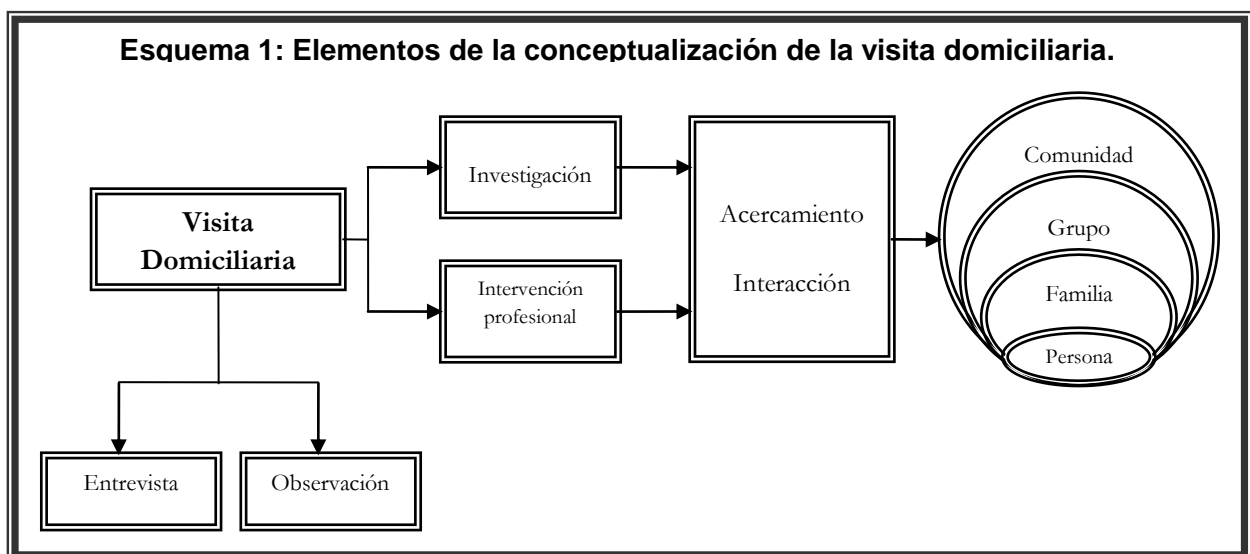 Esquema 1: Elementos de la conceptualización de la visita domiciliaria.
Visita
Domiciliaria
Investigación
Intervención
profesional
Acercamiento
Interacción
Comunidad
Grupo
Familia
Persona
Entrevista
Observación